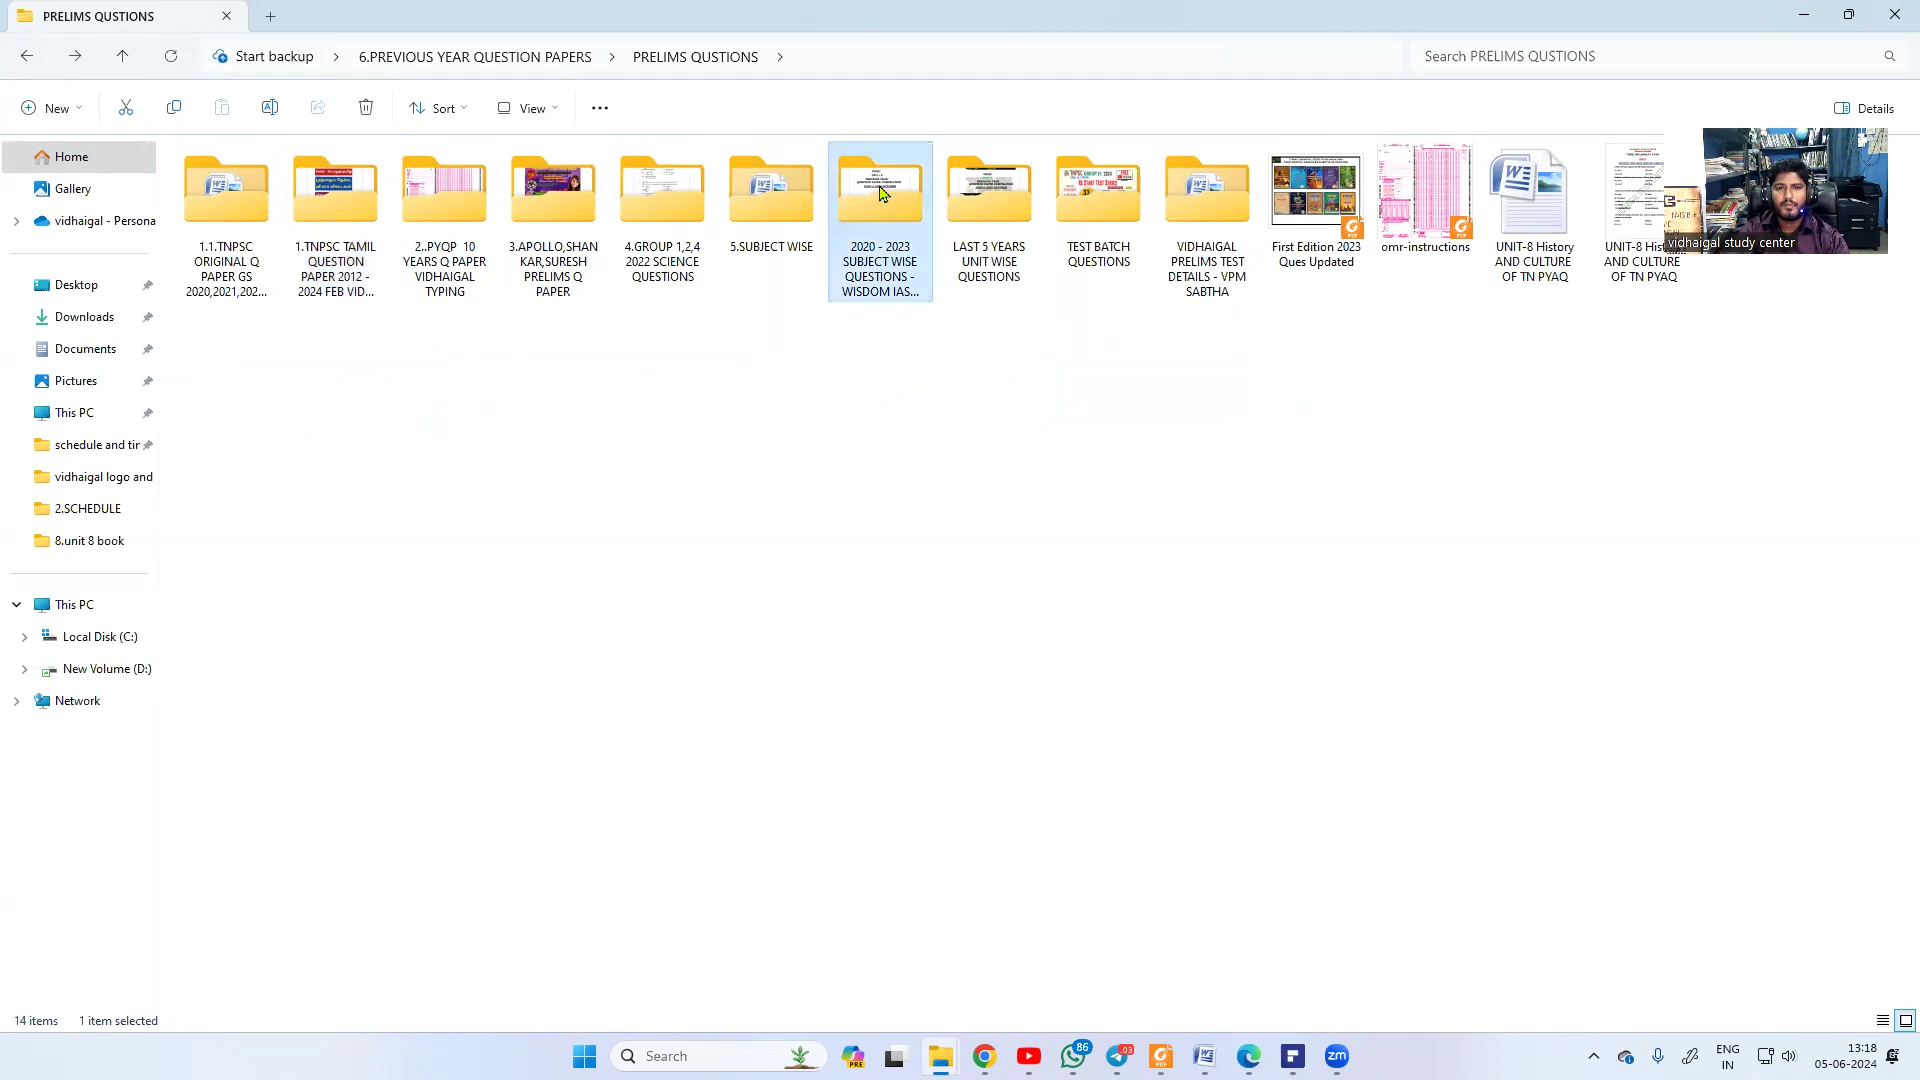 PRELIMS QUSTIONS
Start backup
6.PREVIOUS YEAR QUESTION PAPERS
PRELIMS QUSTIONS
Search PRELIMS QUSTIONS
New
Sort
View
Details
Home
Gallery
vidhaigal - Persona
Desktop
Downloads
Documents
Pictures
This PC
schedule and tir
vidhaigal logo and
2.SCHEDULE
8.unit 8 book
This PC
Local Disk (C:)
New Volume (D:)
Network
1.1.TNPSC
ORIGINAL Q
PAPER GS
2020,2021,202...
1.TNPSC TAMIL
QUESTION
PAPER 2012 -
2024 FEB VID...
2..PYQP 10
YEARS Q PAPER
VIDHAIGAL
TYPING
3.APOLLO,SHAN
KAR,SURESH
PRELIMS Q
PAPER
4.GROUP 1,2,4
2022 SCIENCE
QUESTIONS
5.SUBJECT WISE
2020 - 2023
SUBJECT WISE
QUESTIONS -
WISDOM IAS...
LAST 5 YEARS
UNIT WISE
QUESTIONS
TEST BATCH
QUESTIONS
VIDHAIGAL
PRELIMS TEST
DETAILS - VPM
SABTHA
First Edition 2023
Ques Updated
omr-instructions
UNIT-8 History
AND CULTURE
OF TN PYAQ
UNIT-8 His
AND CULTURE
OF TN PYAQ
vidhaigal study center
14 items
1 item selected
Search
PRE
86
.03
zm
ENG
IN
13:18
05-06-2024